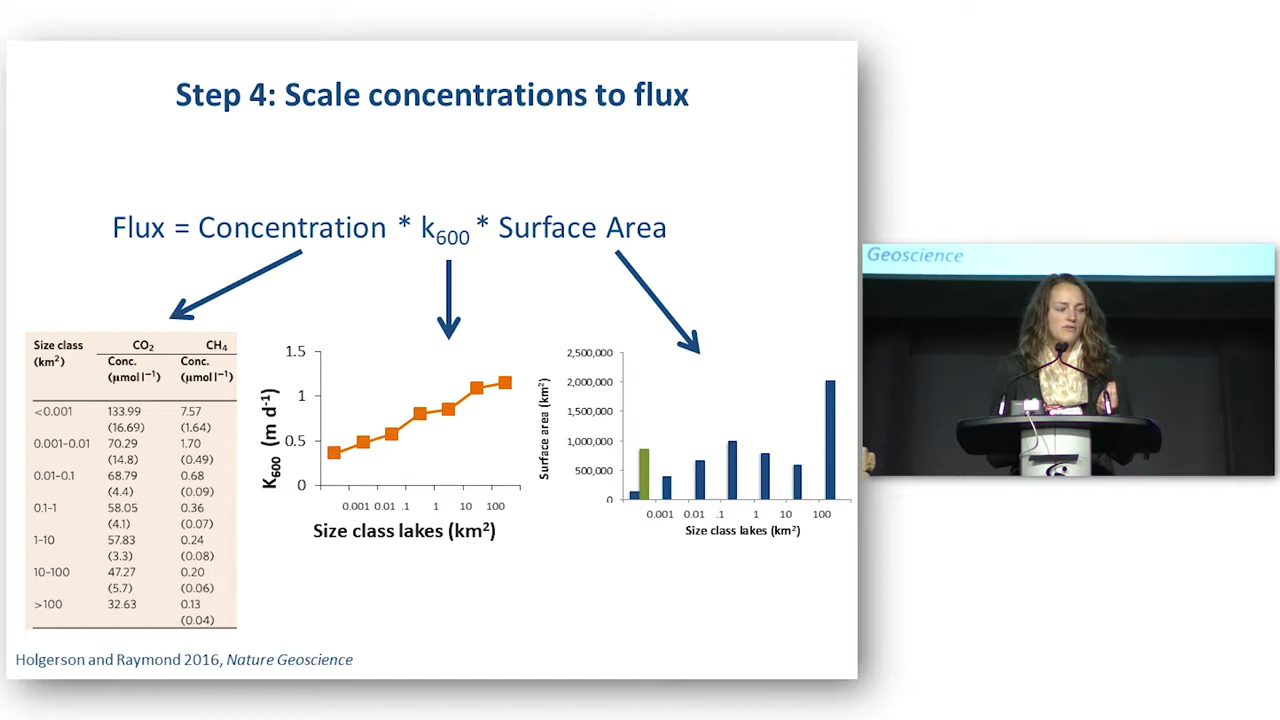 Step 4: Scale concentrations to flux
Flux = Concentration * k600 * Surface Area
Size class
(km²)
CO₂
Conc.
(μmol l⁻¹)
CH₄
Conc.
(μmol l⁻¹)
<0.001 133.99 7.57
(16.69) (1.64)
0.001-0.01 70.29 1.70
(14.8) (0.49)
0.01-0.1 68.79 0.68
(4.4) (0.09)
0.1-1 58.05 0.36
(4.1) (0.07)
1-10 57.83 0.24
(3.3) (0.08)
10-100 47.27 0.20
(5.7) (0.06)
>100 32.63 0.13
(0.04)
K600 (m d⁻¹)
1.5
1
0.5
0
0.001 0.01 .1 1 10 100
Size class lakes (km²)
Surface area (km²)
2,500,000
2,000,000
1,500,000
1,000,000
500,000
0
0.001 0.01 .1 1 10 100
Size class lakes (km²)
Holgerson and Raymond 2016, Nature Geoscience
Geoscience